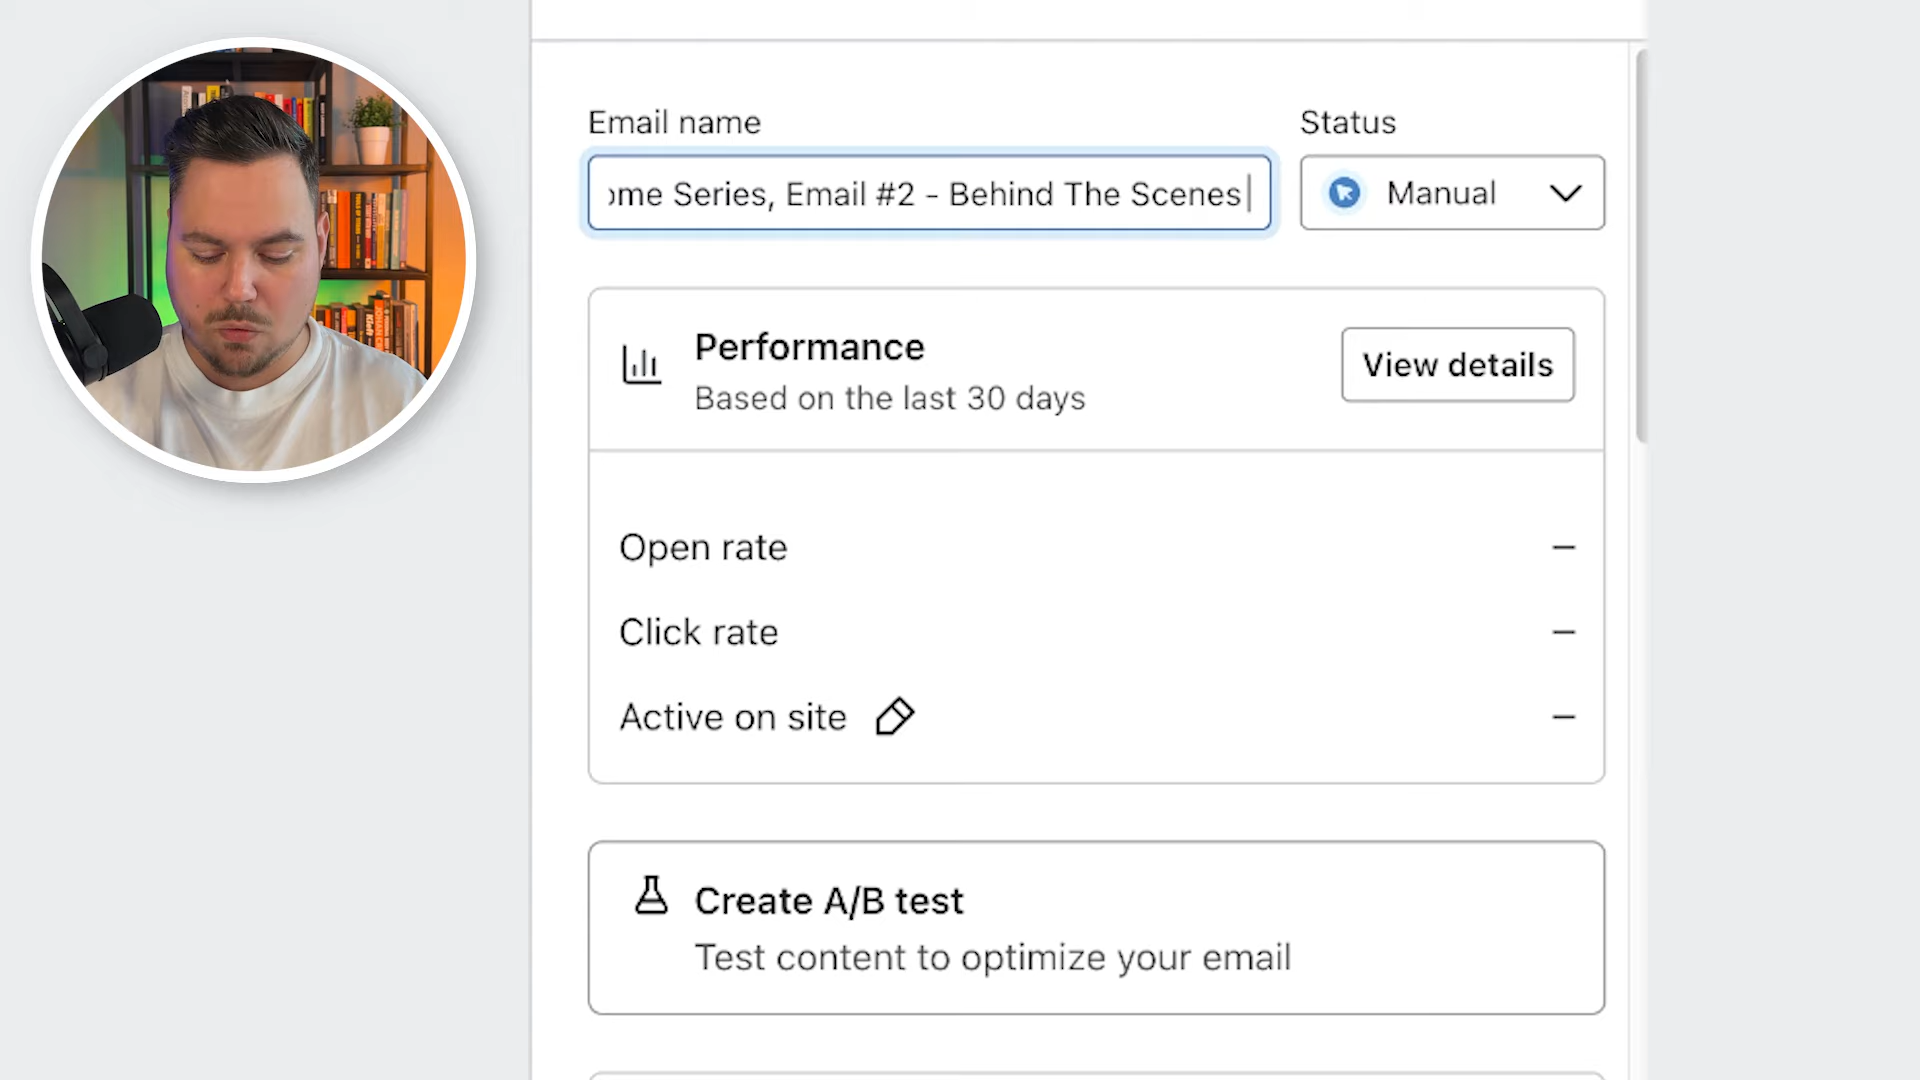 Email name
Status
ome Series, Email #2 - Behind The Scenes
Manual
Performance
Based on the last 30 days
View details
Open rate –
Click rate –
Active on site –
Create A/B test
Test content to optimize your email